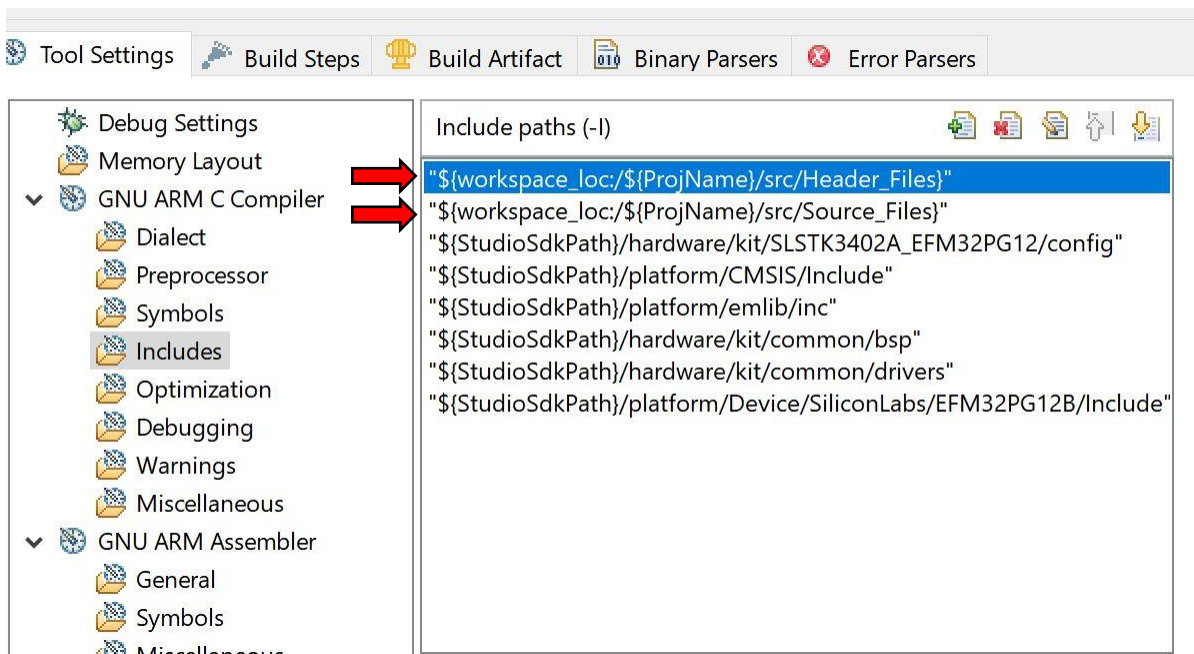 Tool Settings Build Steps Build Artifact Binary Parsers Error Parsers
Debug Settings
Memory Layout
GNU ARM C Compiler
Dialect
Preprocessor
Symbols
Includes
Optimization
Debugging
Warnings
Miscellaneous
GNU ARM Assembler
General
Symbols
Miscellaneous
Include paths (-I)
"${workspace_loc:/${ProjName}/src/Header_Files}"
"${workspace_loc:/${ProjName}/src/Source_Files}"
"${StudioSdkPath}/hardware/kit/SLSTK3402A_EFM32PG12/config"
"${StudioSdkPath}/platform/CMSIS/Include"
"${StudioSdkPath}/platform/emlib/inc"
"${StudioSdkPath}/hardware/kit/common/bsp"
"${StudioSdkPath}/hardware/kit/common/drivers"
"${StudioSdkPath}/platform/Device/SiliconLabs/EFM32PG12B/Include"